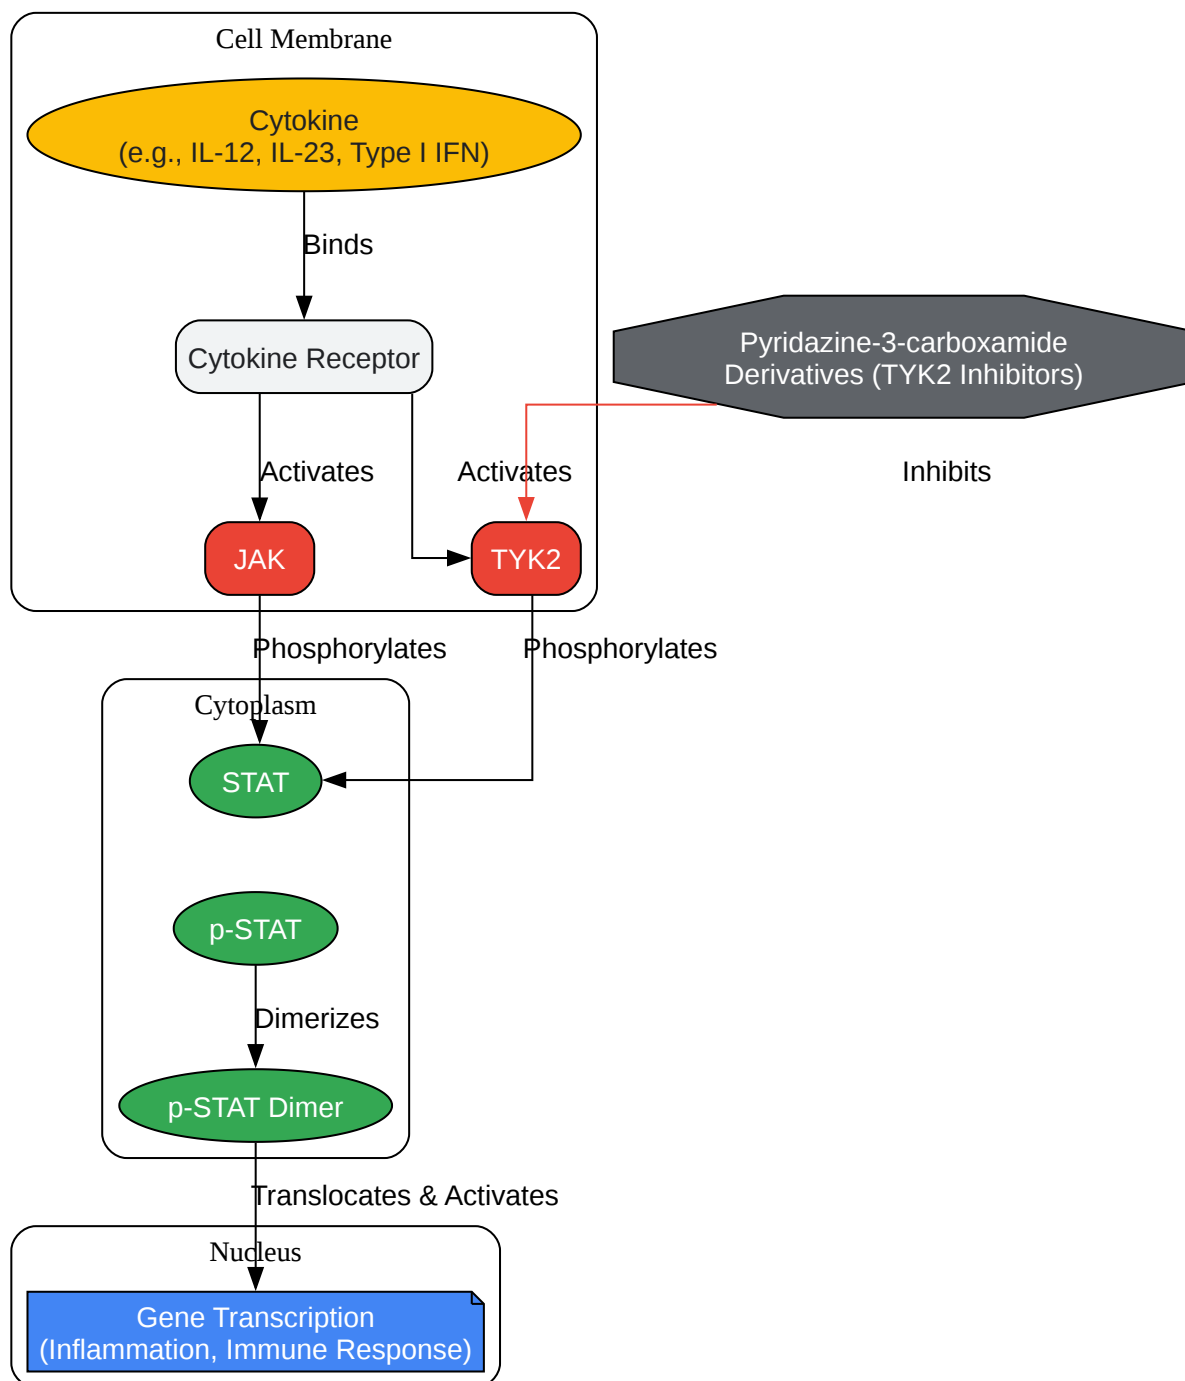 Cell Membrane
Cytokine
(e.g., IL-12, IL-23, Type I IFN)
Binds
Cytokine Receptor
Pyridazine-3-carboxamide
Derivatives (TYK2 Inhibitors)
Activates
Activates
Inhibits
JAK
TYK2
Phosphorylates
Phosphorylates
Cytoplasm
STAT
p-STAT
Dimerizes
p-STAT Dimer
Translocates & Activates
Nucleus
Gene Transcription
(Inflammation, Immune Response)